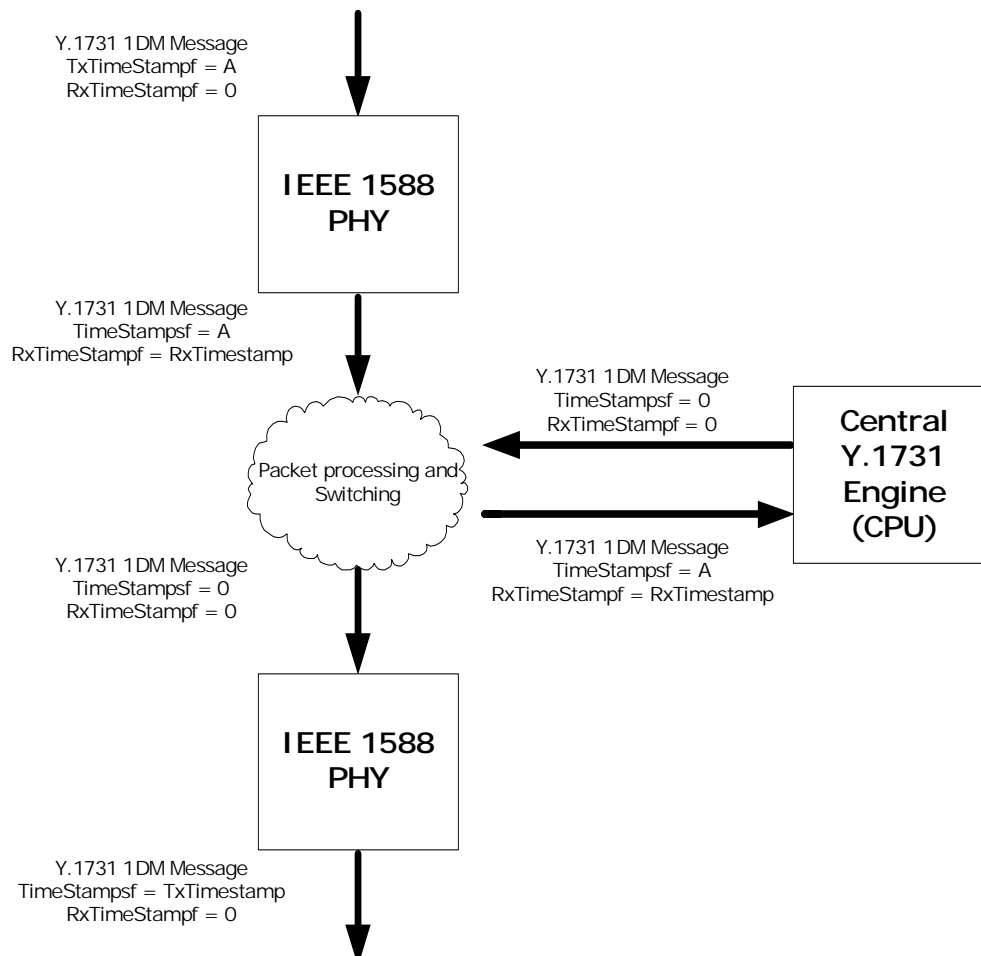 Y.1731 1DM Message
TxTimeStampf = A
RxTimeStampf = 0
IEEE 1588
PHY
Y.1731 1DM Message
TimeStampsf = A
RxTimeStampf = RxTimestamp
Y.1731 1DM Message
TimeStampsf = 0
RxTimeStampf = 0
Central
Y.1731
Engine
(CPU)
Packet processing and
Switching
Y.1731 1DM Message
TimeStampsf = A
RxTimeStampf = RxTimestamp
Y.1731 1DM Message
TimeStampsf = 0
RxTimeStampf = 0
IEEE 1588
PHY
Y.1731 1DM Message
TimeStampsf = TxTimestamp
RxTimeStampf = 0